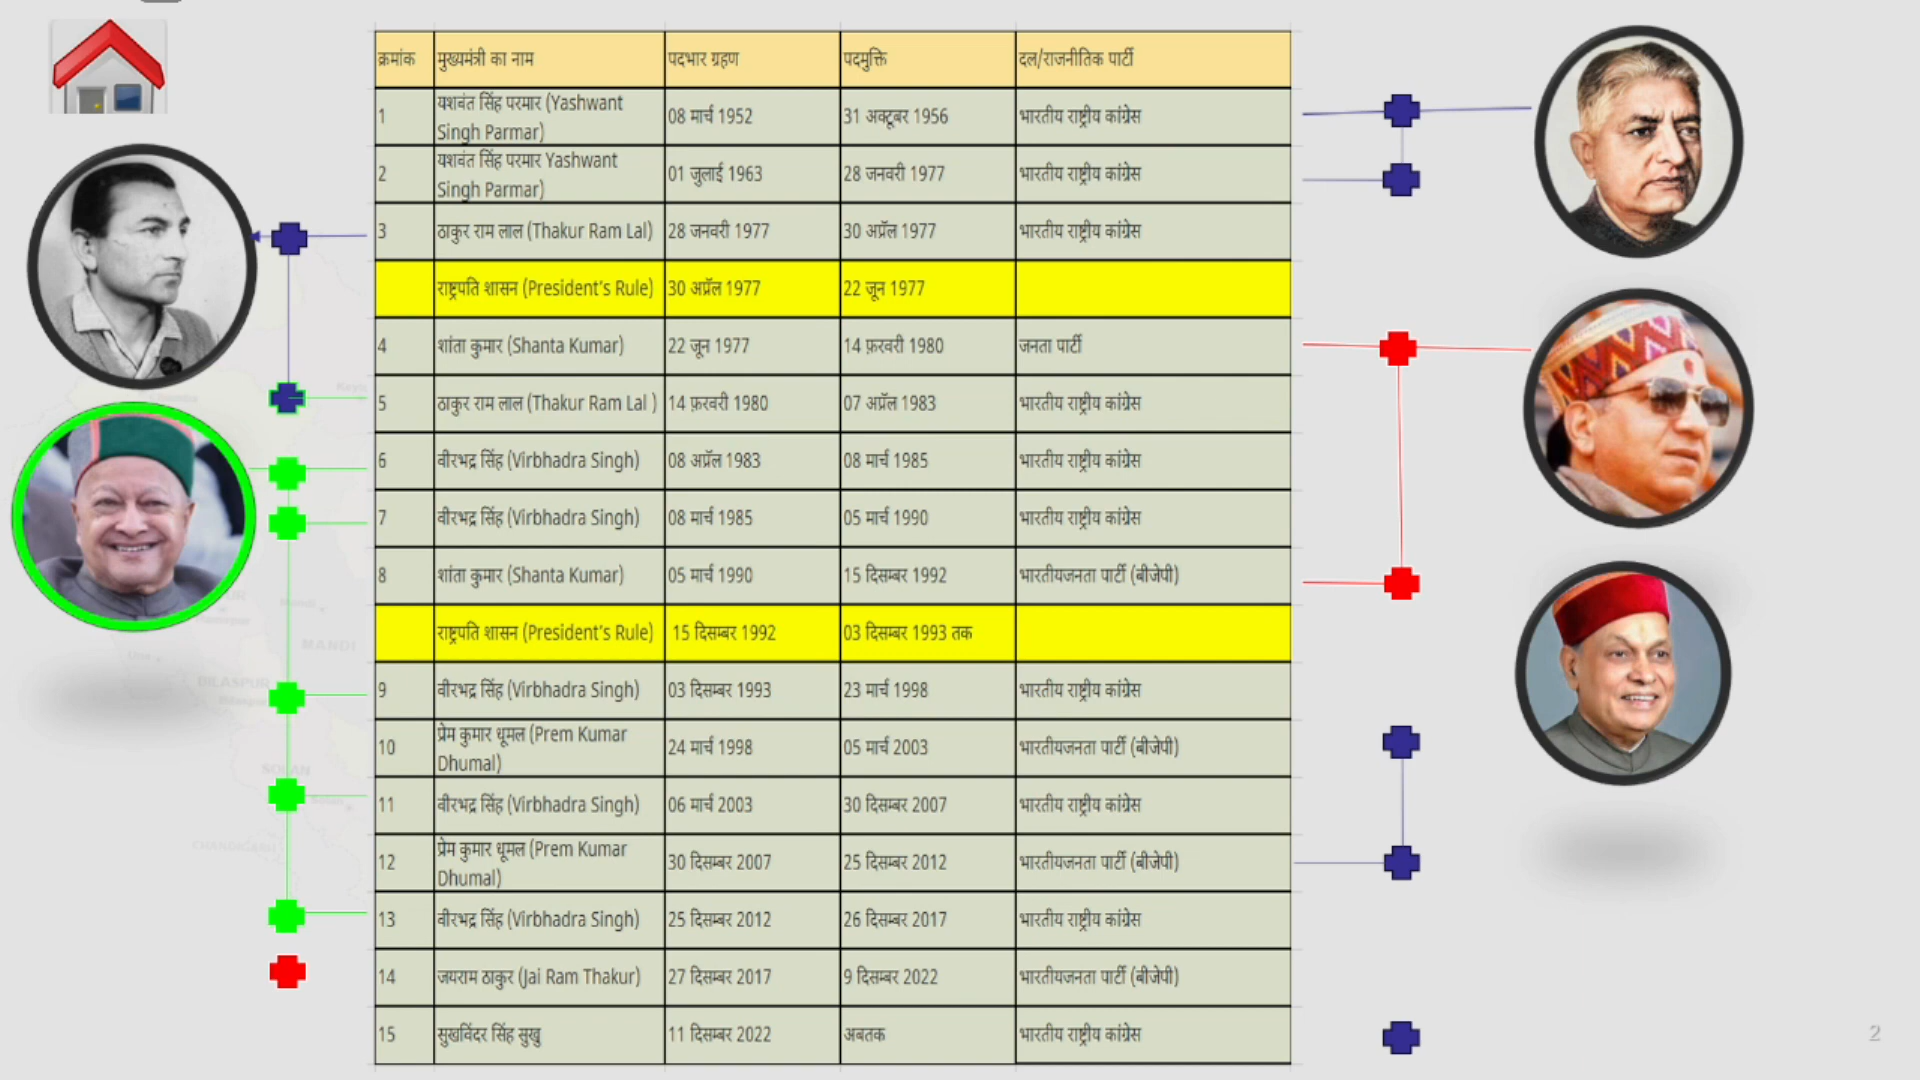 क्रमांक मुख्यमंत्री का नाम पदभार ग्रहण पदमुक्ति दल/राजनीतिक पार्टी
1 यशवंत सिंह परमार (Yashwant Singh Parmar) 08 मार्च 1952 31 अक्टूबर 1956 भारतीय राष्ट्रीय कांग्रेस
2 यशवंत सिंह परमार Yashwant Singh Parmar) 01 जुलाई 1963 28 जनवरी 1977 भारतीय राष्ट्रीय कांग्रेस
3 ठाकुर राम लाल (Thakur Ram Lal) 28 जनवरी 1977 30 अप्रॅल 1977 भारतीय राष्ट्रीय कांग्रेस
राष्ट्रपति शासन (President's Rule) 30 अप्रॅल 1977 22 जून 1977
4 शांता कुमार (Shanta Kumar) 22 जून 1977 14 फ़रवरी 1980 जनता पार्टी
5 ठाकुर राम लाल (Thakur Ram Lal ) 14 फ़रवरी 1980 07 अप्रॅल 1983 भारतीय राष्ट्रीय कांग्रेस
6 वीरभद्र सिंह (Virbhadra Singh) 08 अप्रॅल 1983 08 मार्च 1985 भारतीय राष्ट्रीय कांग्रेस
7 वीरभद्र सिंह (Virbhadra Singh) 08 मार्च 1985 05 मार्च 1990 भारतीय राष्ट्रीय कांग्रेस
8 शांता कुमार (Shanta Kumar) 05 मार्च 1990 15 दिसम्बर 1992 भारतीयजनता पार्टी (बीजेपी)
राष्ट्रपति शासन (President's Rule) 15 दिसम्बर 1992 03 दिसम्बर 1993 तक
9 वीरभद्र सिंह (Virbhadra Singh) 03 दिसम्बर 1993 23 मार्च 1998 भारतीय राष्ट्रीय कांग्रेस
10 प्रेम कुमार धूमल (Prem Kumar Dhumal) 24 मार्च 1998 05 मार्च 2003 भारतीयजनता पार्टी (बीजेपी)
11 वीरभद्र सिंह (Virbhadra Singh) 06 मार्च 2003 30 दिसम्बर 2007 भारतीय राष्ट्रीय कांग्रेस
12 प्रेम कुमार धूमल (Prem Kumar Dhumal) 30 दिसम्बर 2007 25 दिसम्बर 2012 भारतीयजनता पार्टी (बीजेपी)
13 वीरभद्र सिंह (Virbhadra Singh) 25 दिसम्बर 2012 26 दिसम्बर 2017 भारतीय राष्ट्रीय कांग्रेस
14 जयराम ठाकुर (Jai Ram Thakur) 27 दिसम्बर 2017 9 दिसम्बर 2022 भारतीयजनता पार्टी (बीजेपी)
15 सुखविंदर सिंह सुखु 11 दिसम्बर 2022 अबतक भारतीय राष्ट्रीय कांग्रेस
MANDI
BILASPUR
SOLAN
2